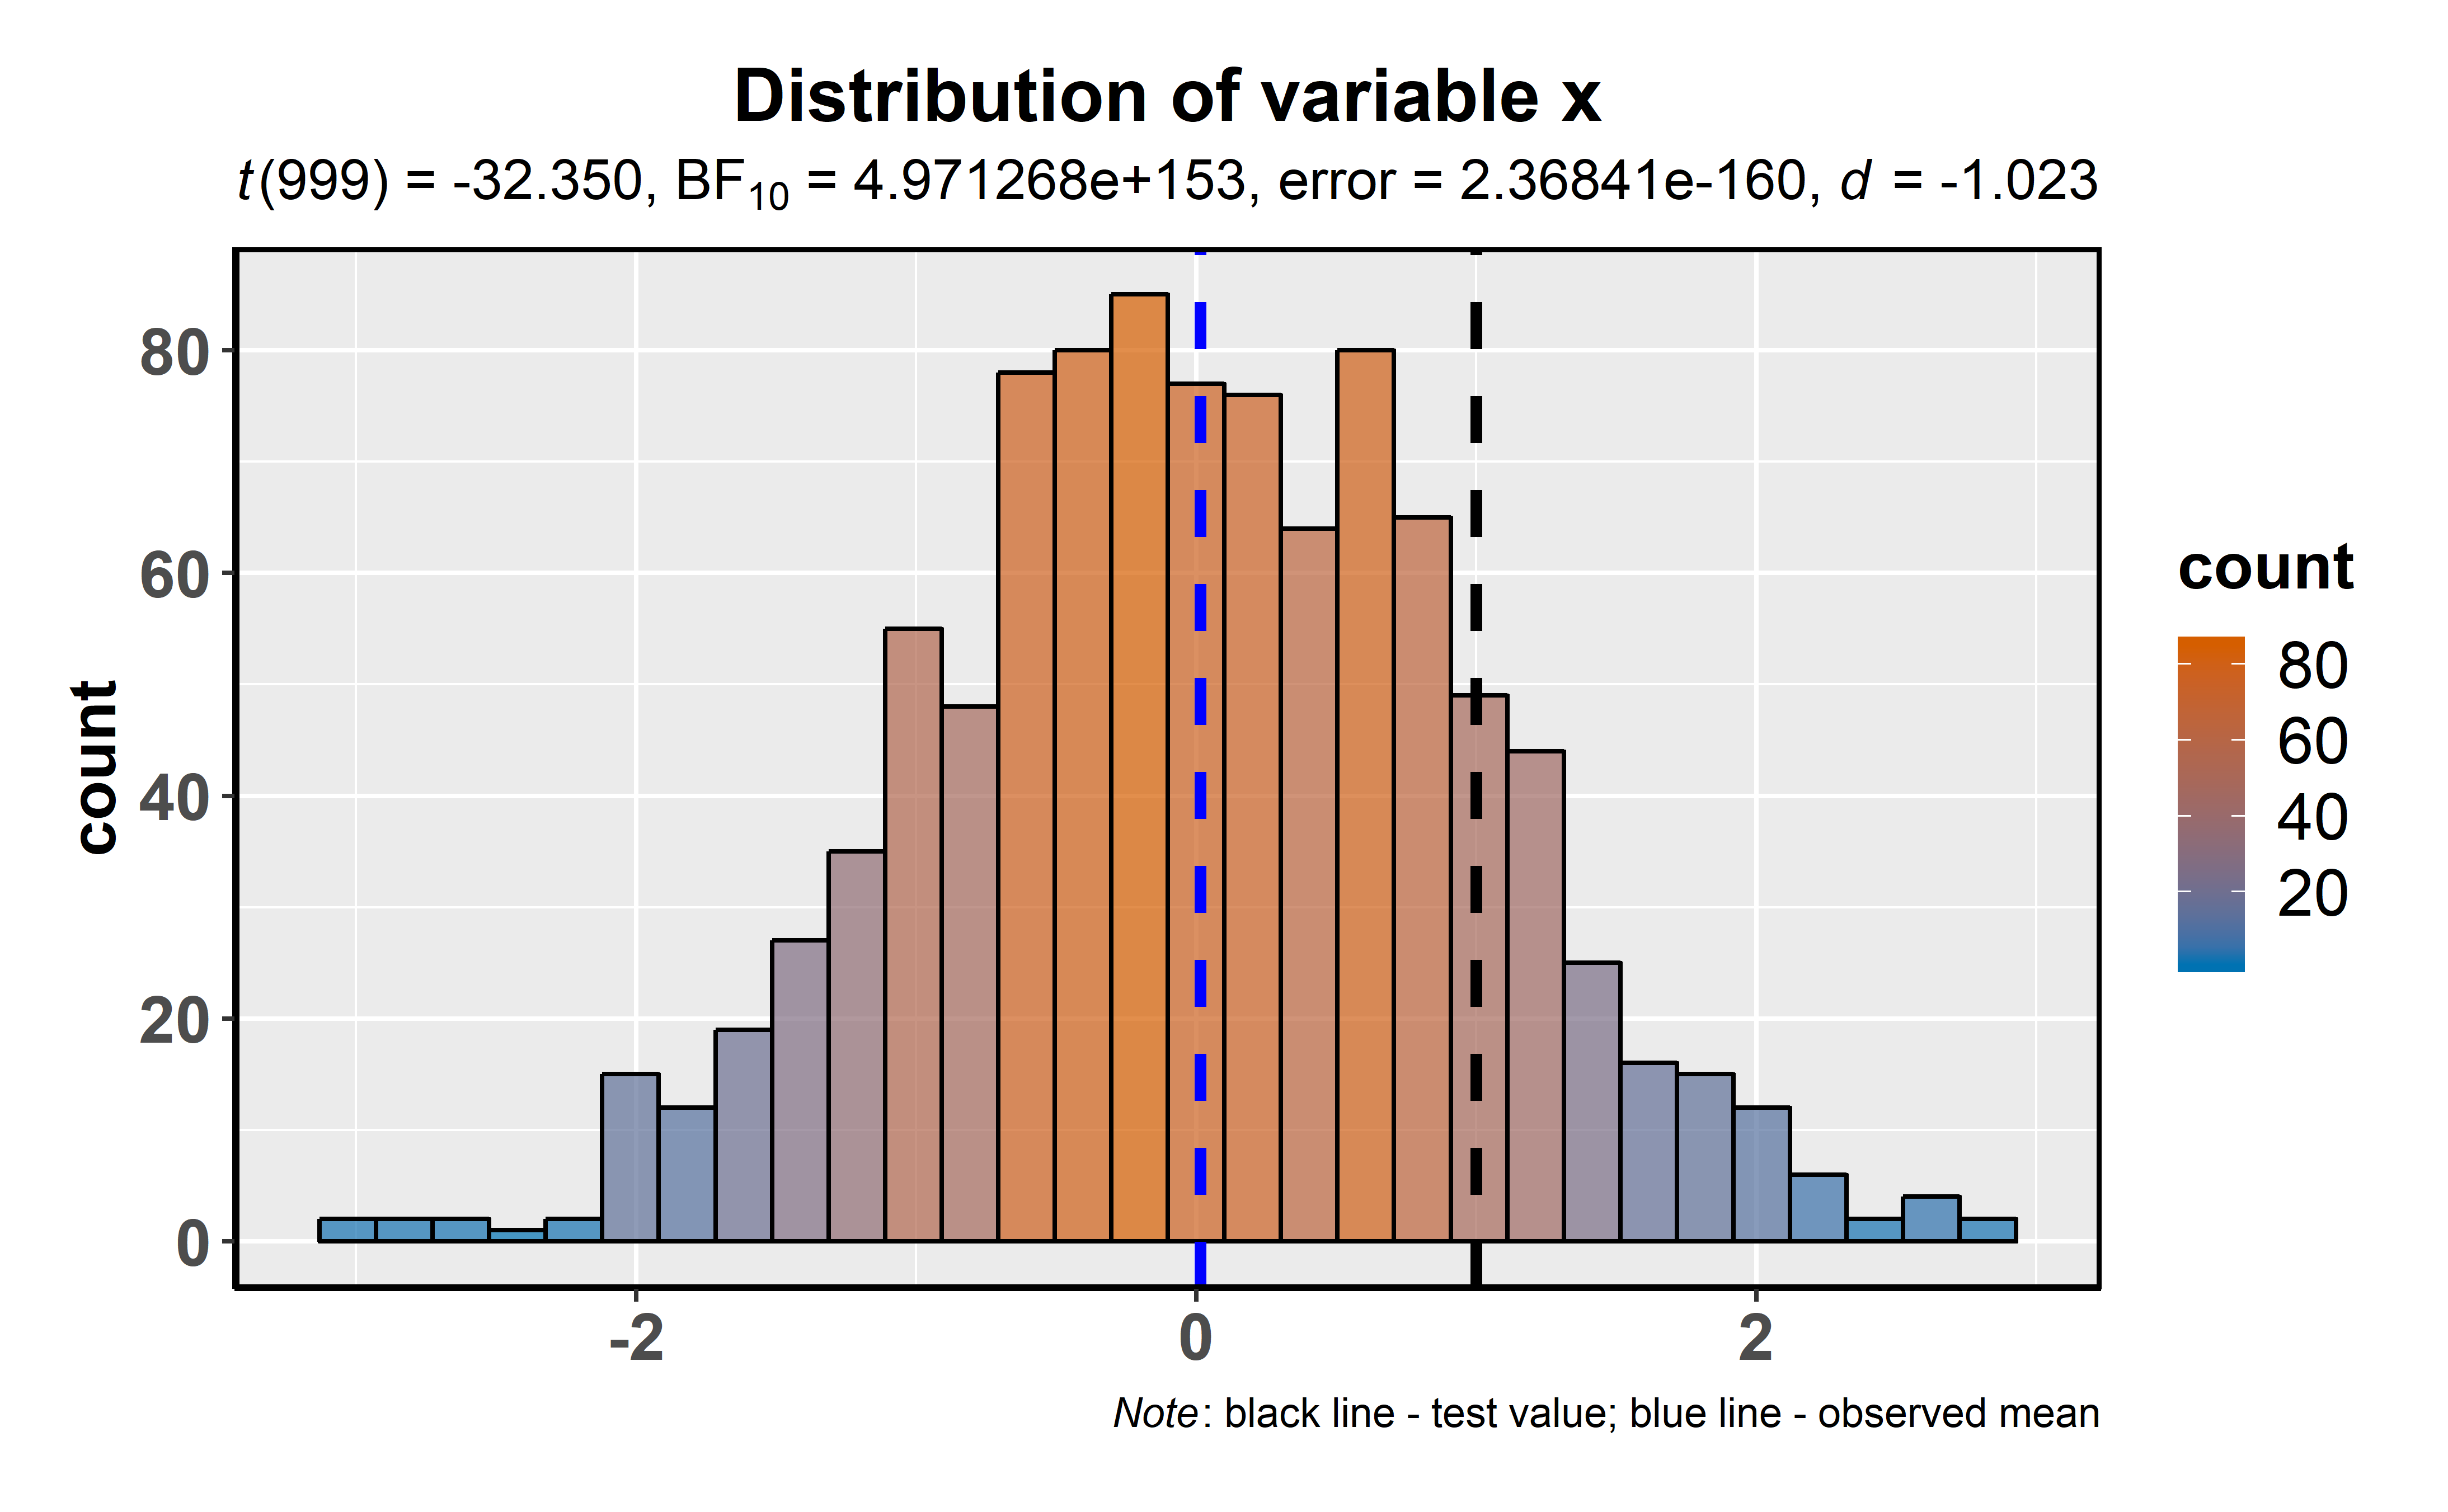 Distribution of variable x
t(999) = -32.350, BF10 = 4.971268e+153, error = 2.36841e-160, d = -1.023
count
80
60
40
20
0
-2 0 2
count
80
60
40
20
Note: black line - test value; blue line - observed mean